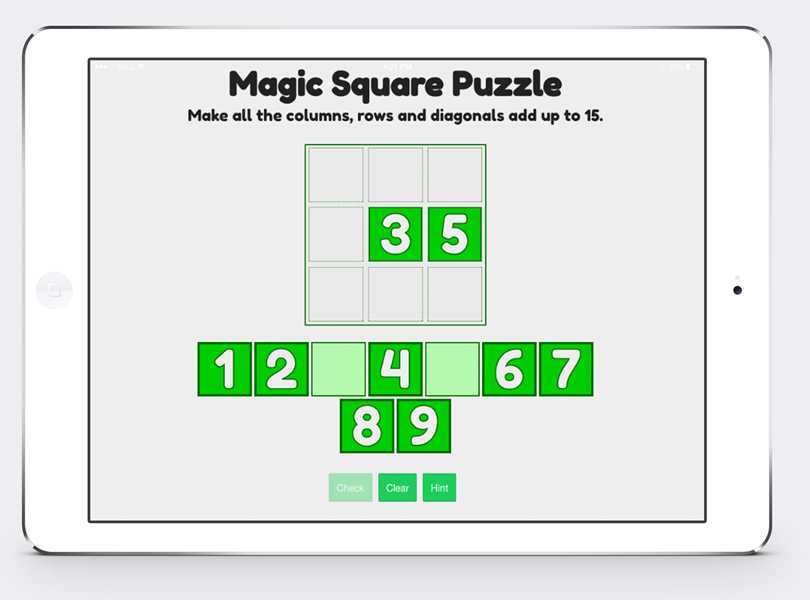 Magic Square Puzzle
Make all the columns, rows and diagonals add up to 15.
3 5
1 2 4 6 7
8 9
Check Clear Hint